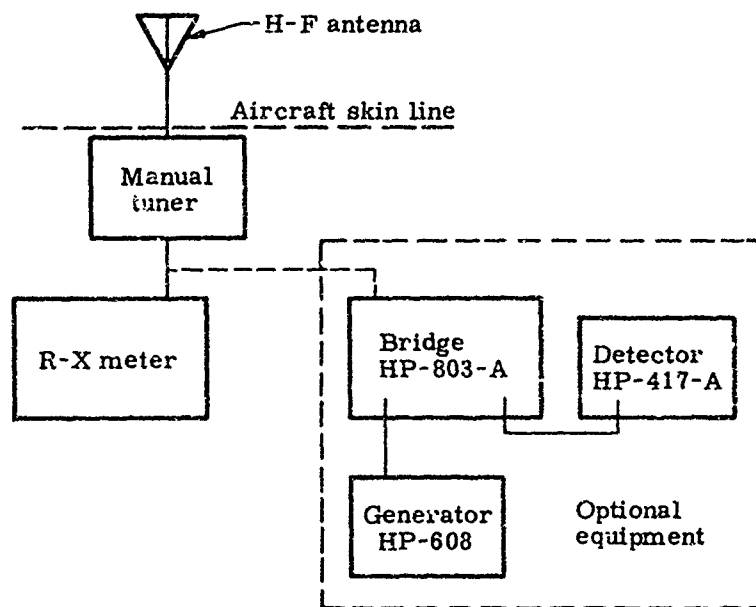 H-F antenna
Aircraft skin line
Manual
tuner
R-X meter
Bridge
HP-803-A
Detector
HP-417-A
Generator
HP-608
Optional
equipment